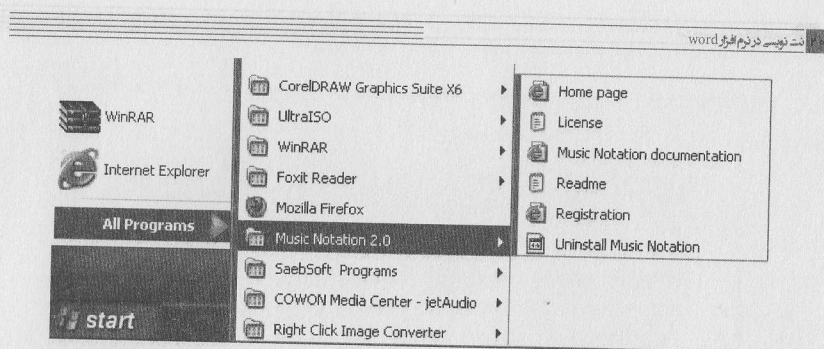 نت نویسی در نرم افزار word
WinRAR
Internet Explorer
All Programs
start
CorelDRAW Graphics Suite X6
UltraISO
WinRAR
Foxit Reader
Mozilla Firefox
Music Notation 2.0
SaebSoft Programs
COWON Media Center - jetAudio
Right Click Image Converter
Home page
License
Music Notation documentation
Readme
Registration
Uninstall Music Notation